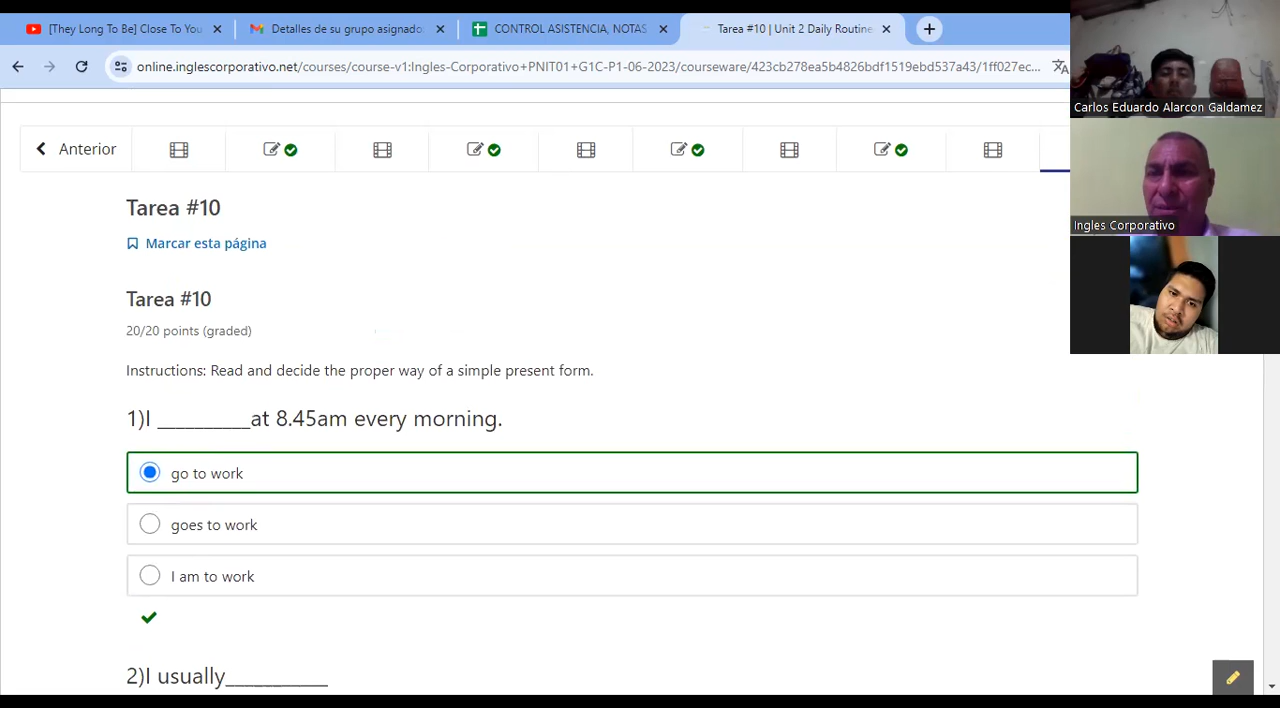 [They Long To Be] Close To You
Detalles de su grupo asignado
CONTROL ASISTENCIA, NOTAS
Tarea #10 | Unit 2 Daily Routine
online.inglescorporativo.net/courses/course-v1:Ingles-Corporativo+PNIT01+G1C-P1-06-2023/courseware/423cb278ea5b4826bdf1519ebd537a43/1ff027ec...
Carlos Eduardo Alarcon Galdamez
Anterior
Ingles Corporativo
Tarea #10
Marcar esta página
Tarea #10
20/20 points (graded)
Instructions: Read and decide the proper way of a simple present form.
1)I __________at 8.45am every morning.
go to work
goes to work
I am to work
2)I usually___________